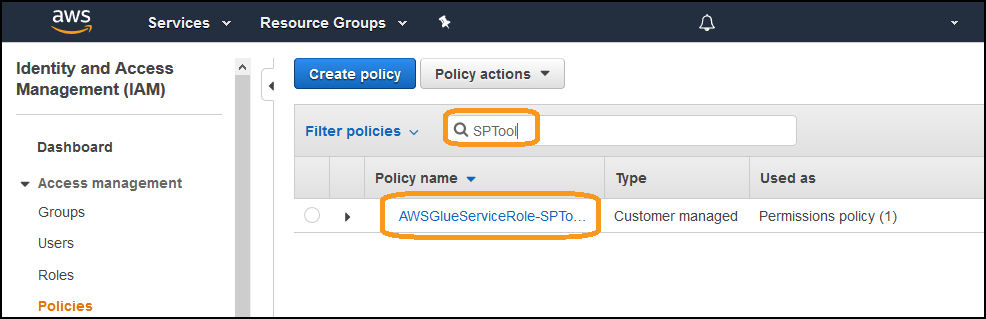 aws Services Resource Groups
Identity and Access
Management (IAM)
Dashboard
Access management
Groups
Users
Roles
Policies
Create policy Policy actions
Filter policies SPTool
Policy name Type Used as
AWSGlueServiceRole-SPTo... Customer managed Permissions policy (1)